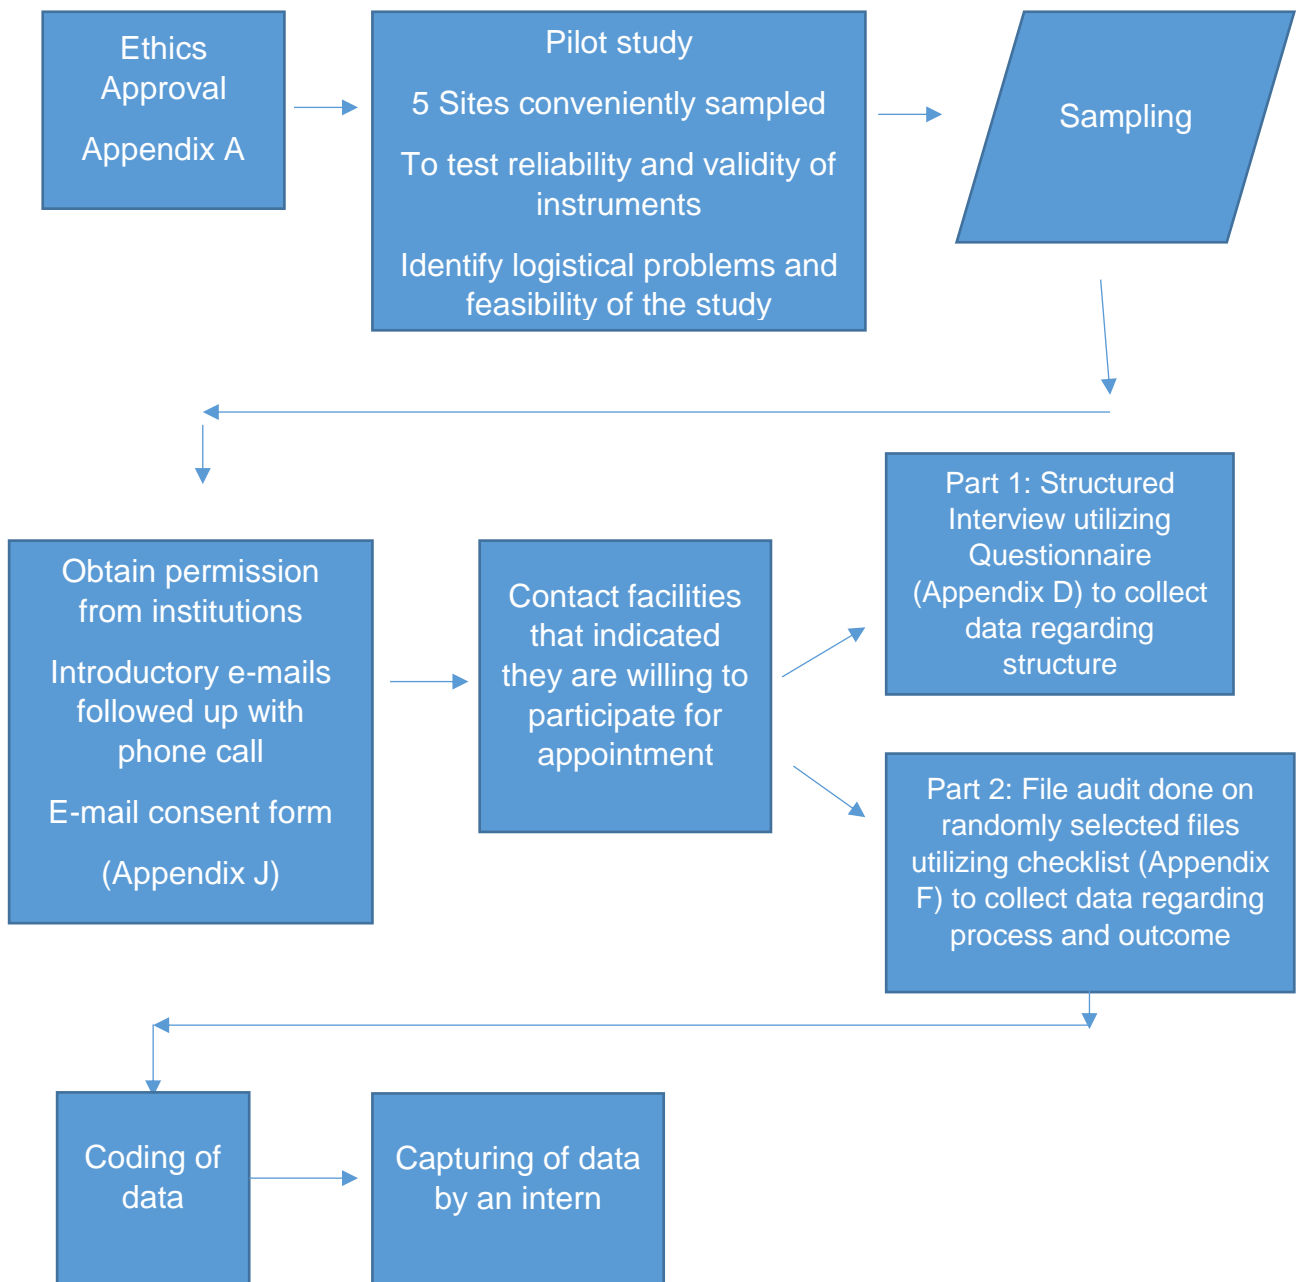 Ethics
Approval
Appendix A
Pilot study
5 Sites conveniently sampled
To test reliability and validity of
instruments
Identify logistical problems and
feasibility of the study
Sampling
Obtain permission
from institutions
Introductory e-mails
followed up with
phone call
E-mail consent form
(Appendix J)
Contact facilities
that indicated
they are willing to
participate for
appointment
Part 1: Structured
Interview utilizing
Questionnaire
(Appendix D) to collect
data regarding
structure
Part 2: File audit done on
randomly selected files
utilizing checklist (Appendix
F) to collect data regarding
process and outcome
Coding of
data
Capturing of data
by an intern